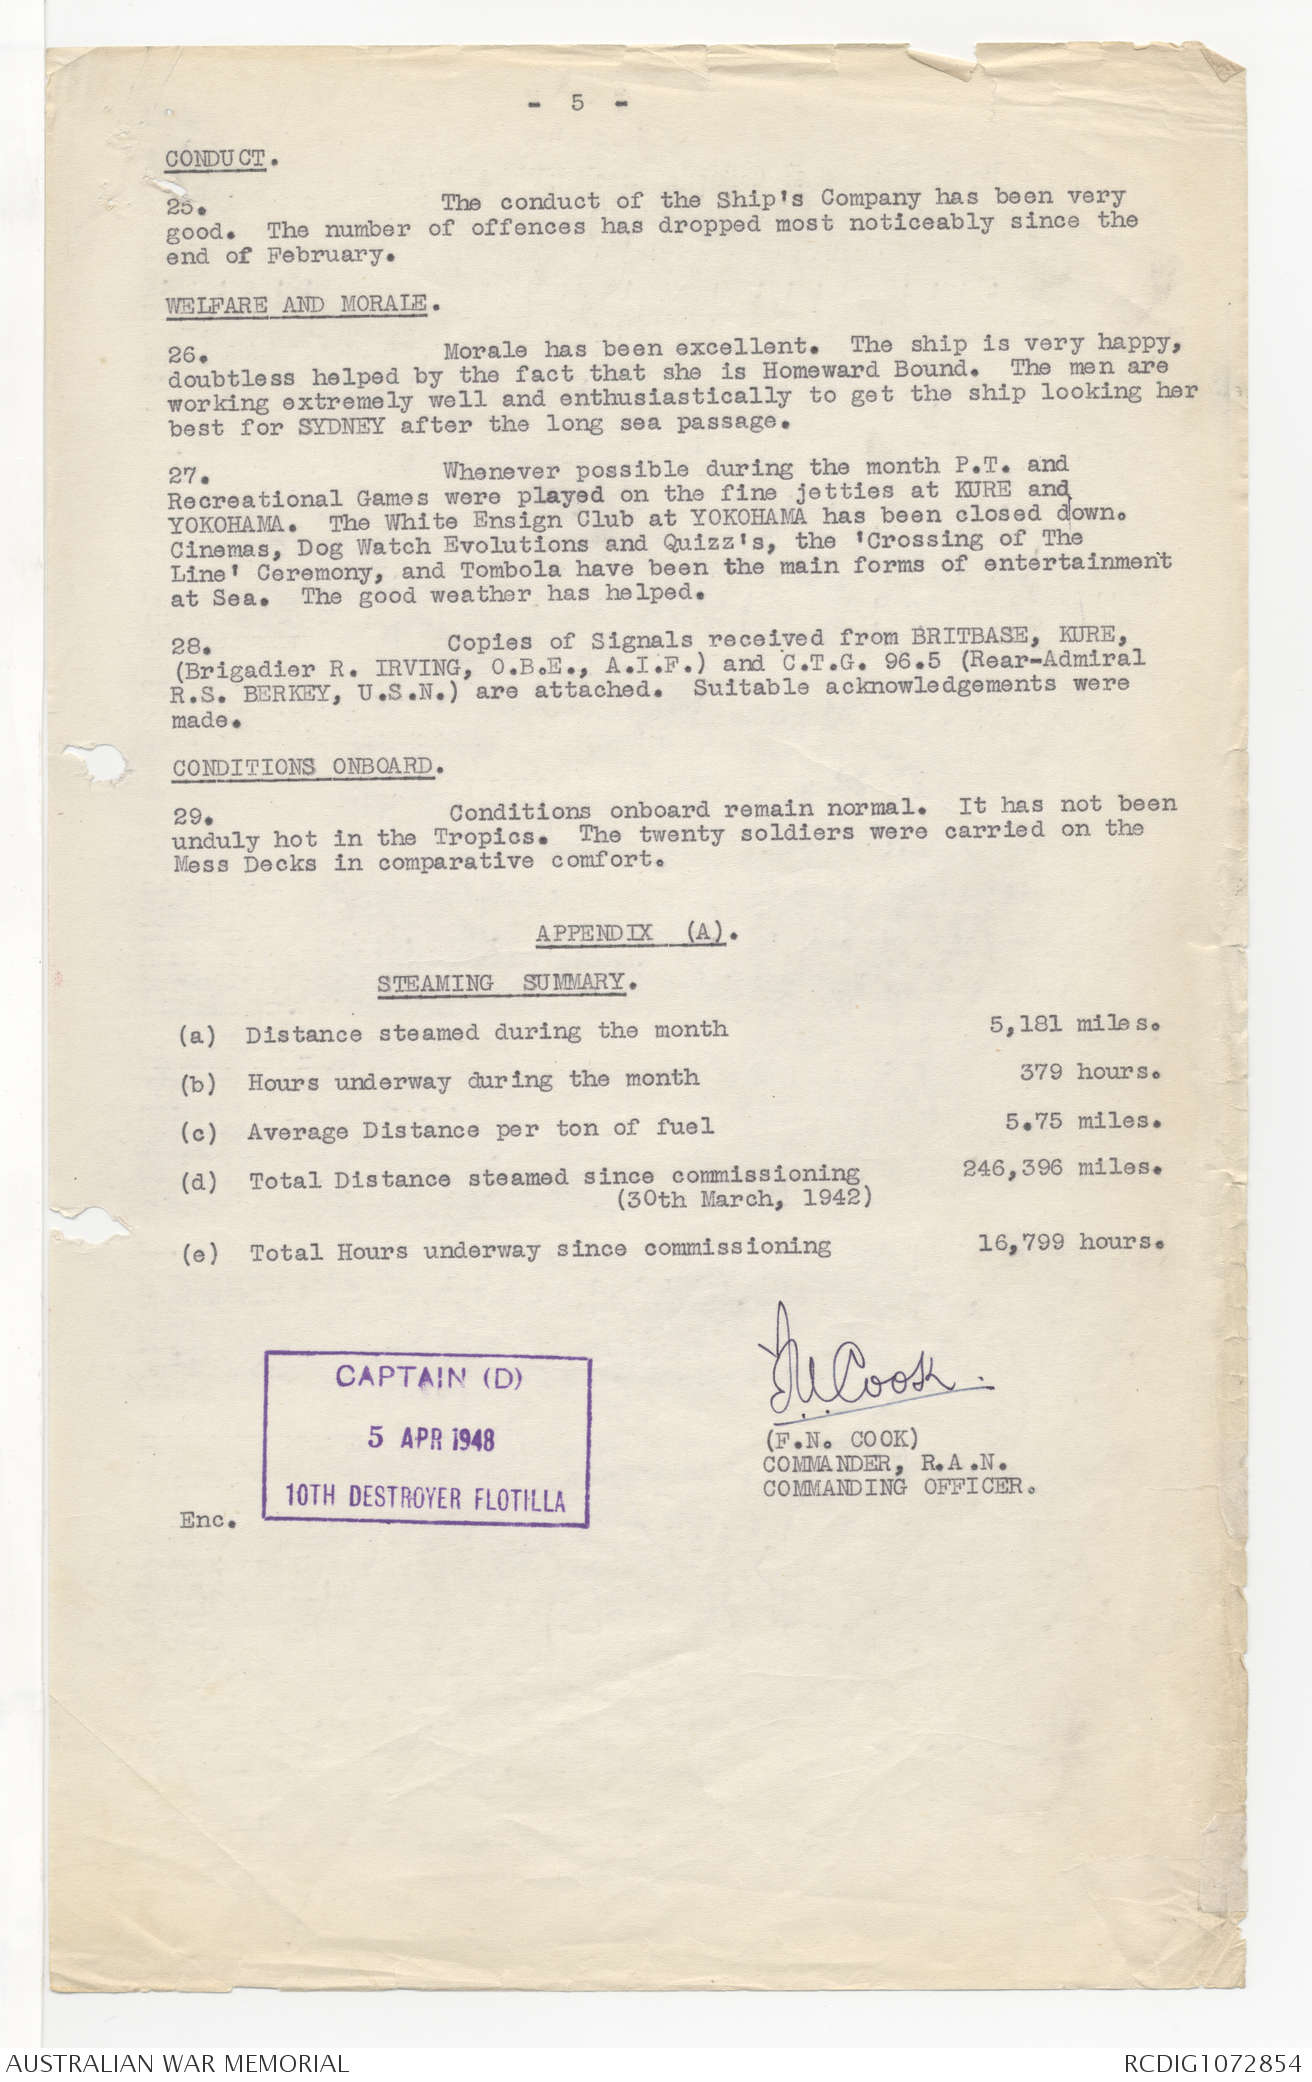 - 5 -
CONDUCT.
25. The conduct of the Ship's Company has been very
good. The number of offences has dropped most noticeably since the
end of February.
WELFARE AND MORALE.
26. Morale has been excellent. The ship is very happy,
doubtless helped by the fact that she is Homeward Bound. The men are
working extremely well and enthusiastically to get the ship looking her
best for SYDNEY after the long sea passage.
27. Whenever possible during the month P.T. and
Recreational Games were played on the fine jetties at KURE and
YOKOHAMA. The White Ensign Club at YOKOHAMA has been closed down.
Cinemas, Dog Watch Evolutions and Quizz's, the 'Crossing of The
Line' Ceremony, and Tombola have been the main forms of entertainment
at Sea. The good weather has helped.
28. Copies of Signals received from BRITBASE, KURE,
(Brigadier R. IRVING, O.B.E., A.I.F.) and C.T.G. 96.5 (Rear-Admiral
R.S. BERKEY, U.S.N.) are attached. Suitable acknowledgements were
made.
CONDITIONS ONBOARD.
29. Conditions onboard remain normal. It has not been
unduly hot in the Tropics. The twenty soldiers were carried on the
Mess Decks in comparative comfort.
APPENDIX (A).
STEAMING SUMMARY.
(a) Distance steamed during the month 5,181 miles.
(b) Hours underway during the month 379 hours.
(c) Average Distance per ton of fuel 5.75 miles.
(d) Total Distance steamed since commissioning 246,396 miles.
(30th March, 1942)
(e) Total Hours underway since commissioning 16,799 hours.
FNCook.
(F.N. COOK)
COMMANDER, R.A.N.
COMMANDING OFFICER.
CAPTAIN (D)
5 APR 1948
10TH DESTROYER FLOTILLA
Enc.
AUSTRALIAN WAR MEMORIAL RCDIG1072854